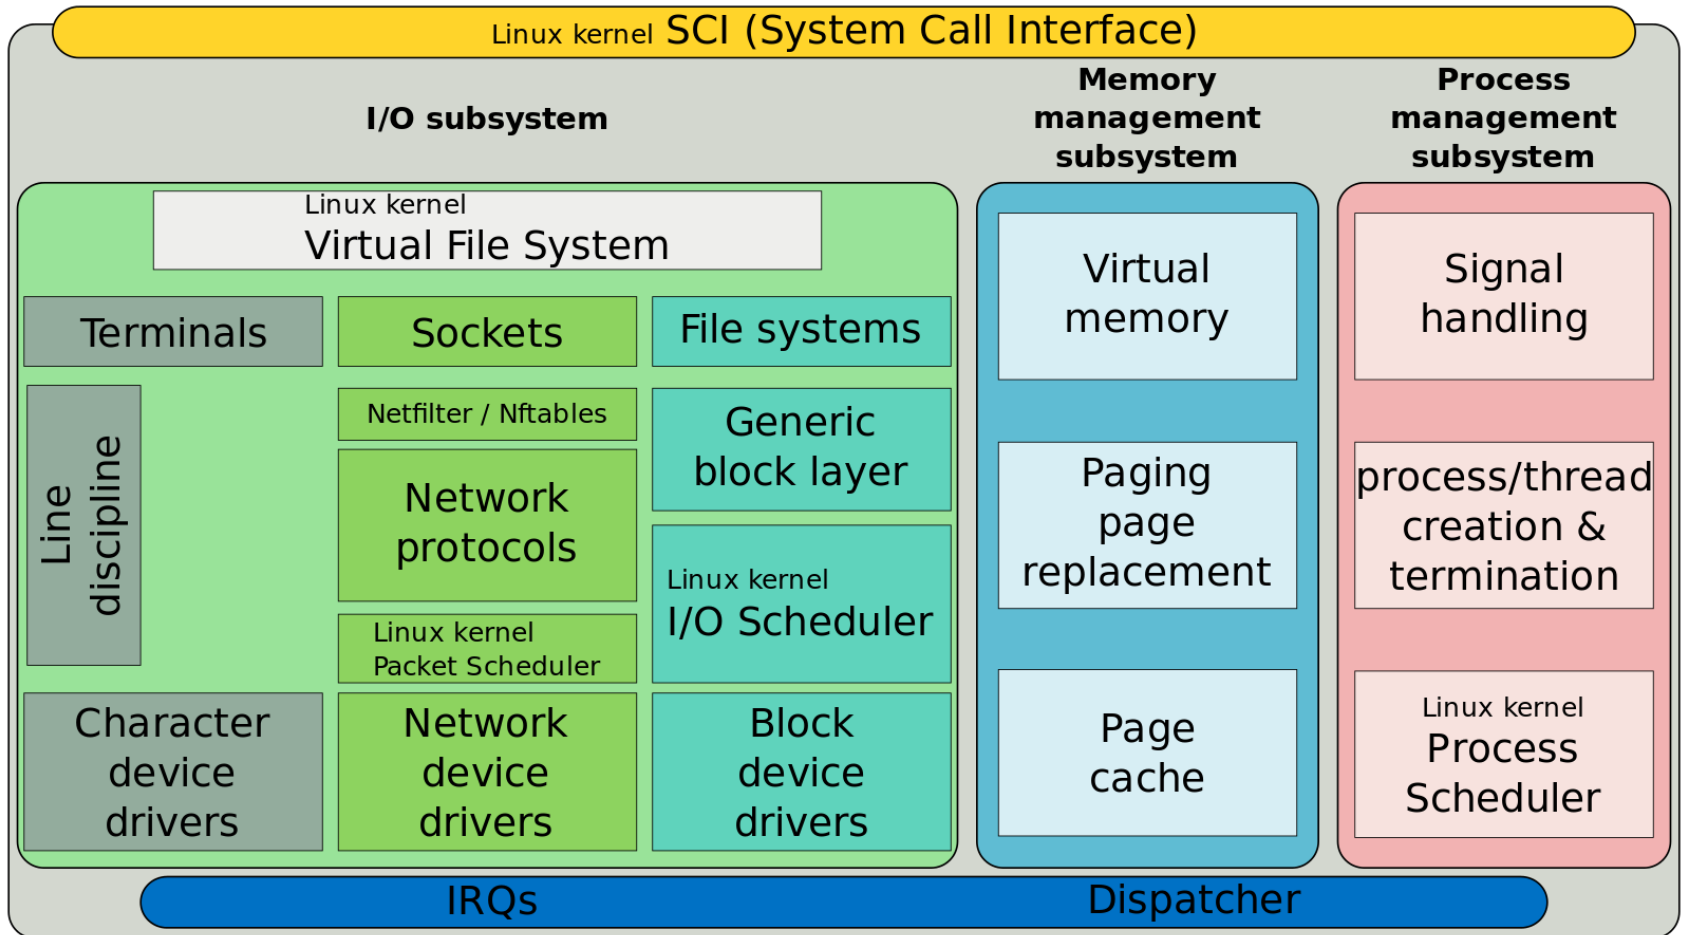 Linux kernel SCI (System Call Interface)
I/O subsystem
Memory
management
subsystem
Process
management
subsystem
Linux kernel
Virtual File System
Terminals
Sockets
File systems
Line
discipline
Netfilter / Nftables
Network
protocols
Linux kernel
Packet Scheduler
Generic
block layer
Linux kernel
I/O Scheduler
Character
device
drivers
Network
device
drivers
Block
device
drivers
Virtual
memory
Paging
page
replacement
Page
cache
Signal
handling
process/thread
creation &
termination
Linux kernel
Process
Scheduler
IRQs
Dispatcher